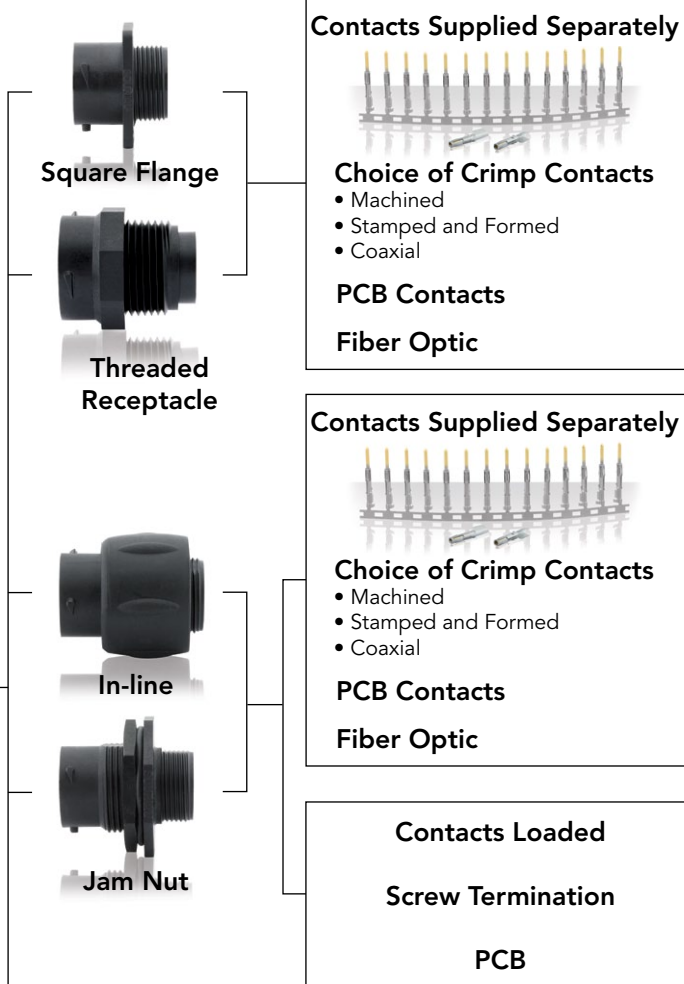 Square Flange
Threaded
Receptacle
Contacts Supplied Separately
Choice of Crimp Contacts
• Machined
• Stamped and Formed
• Coaxial
PCB Contacts
Fiber Optic
In-line
Jam Nut
Contacts Supplied Separately
Choice of Crimp Contacts
• Machined
• Stamped and Formed
• Coaxial
PCB Contacts
Fiber Optic
Contacts Loaded
Screw Termination
PCB